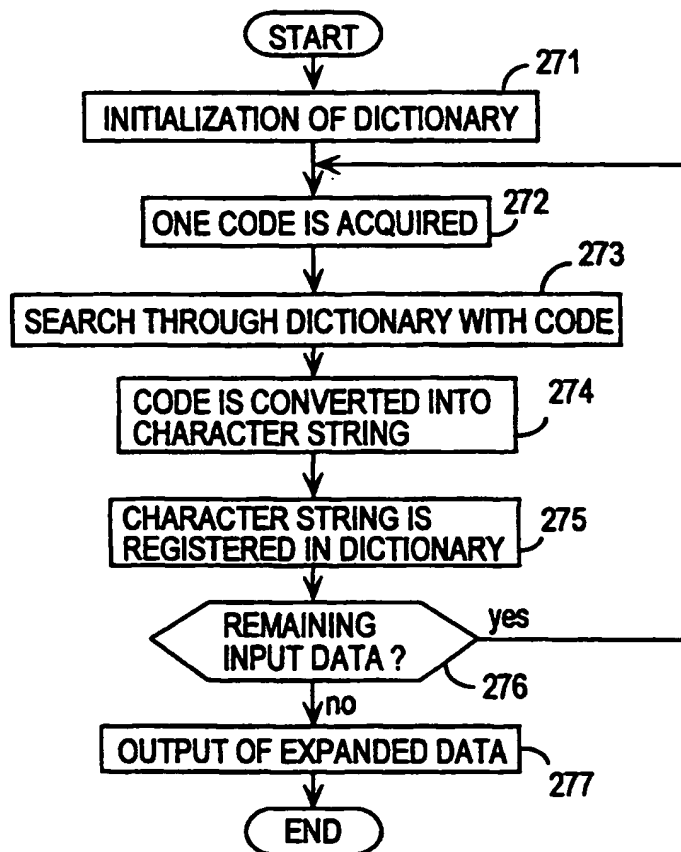 START
271
INITIALIZATION OF DICTIONARY
ONE CODE IS ACQUIRED
272
273
SEARCH THROUGH DICTIONARY WITH CODE
CODE IS CONVERTED INTO
CHARACTER STRING
274
CHARACTER STRING IS
REGISTERED IN DICTIONARY
275
REMAINING
INPUT DATA ?
yes
276
no
OUTPUT OF EXPANDED DATA
277
END